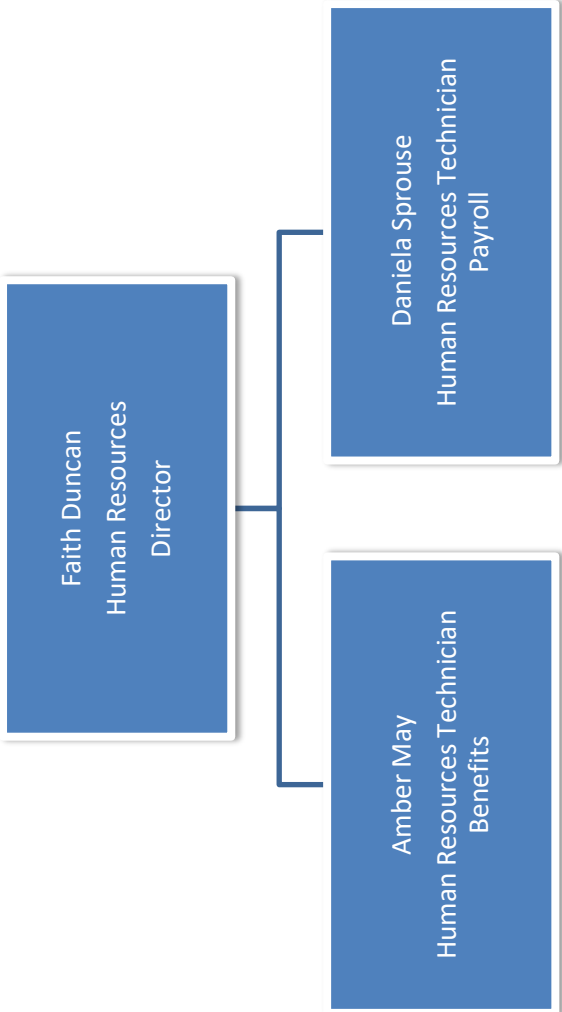 Faith Duncan
Human Resources
Director
Amber May
Human Resources Technician
Benefits
Daniela Sprouse
Human Resources Technician
Payroll